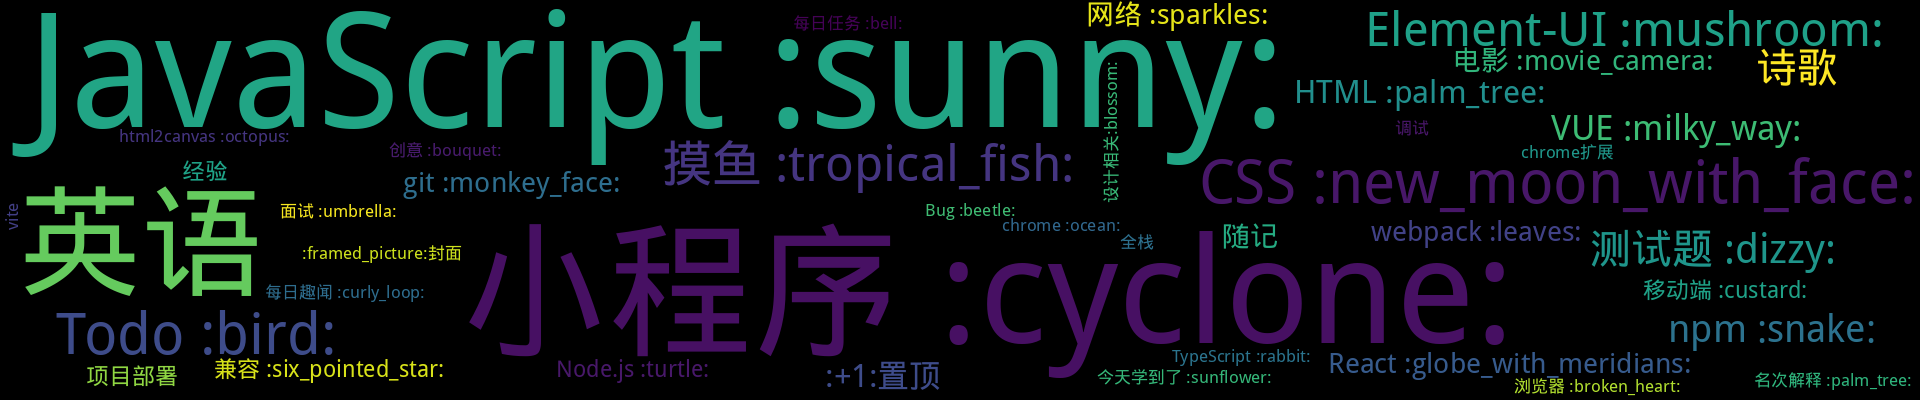 JavaScript :sunny:
每日任务 :bell:
网络 :sparkles:
Element-UI :mushroom:
电影 :movie_camera:
诗歌
HTML :palm_tree:
设计相关:blossom:
调试
VUE :milky_way:
html2canvas :octopus:
创意 :bouquet:
摸鱼 :tropical_fish:
chrome扩展
经验
git :monkey_face:
CSS :new_moon_with_face:
vite
英语
面试 :umbrella:
Bug :beetle:
chrome :ocean:
全栈
随记
webpack :leaves:
测试题 :dizzy:
:framed_picture:封面
小程序 :cyclone:
每日趣闻 :curly_loop:
移动端 :custard:
Todo :bird:
npm :snake:
项目部署
兼容 :six_pointed_star:
Node.js :turtle:
:+1:置顶
TypeScript :rabbit:
React :globe_with_meridians:
今天学到了 :sunflower:
浏览器 :broken_heart:
名次解释 :palm_tree: